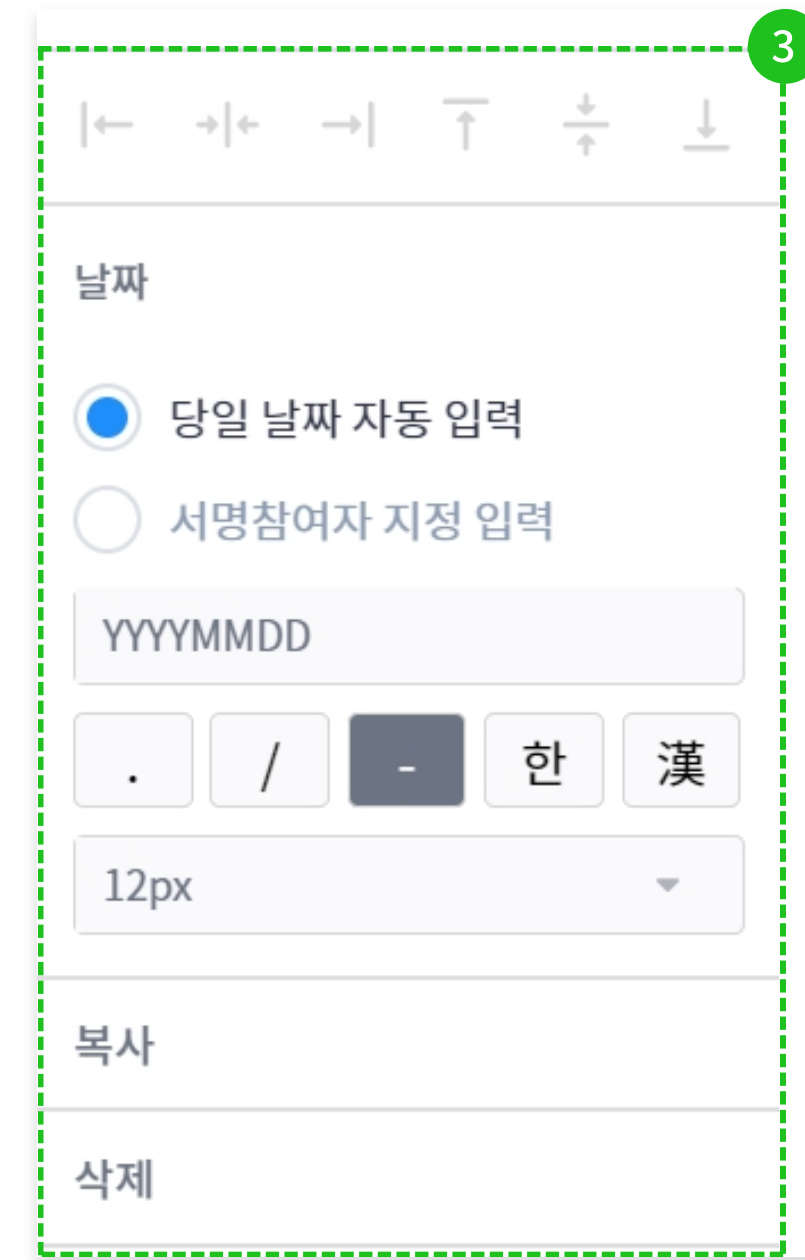 3
날짜
당일 날짜 자동 입력
서명참여자 지정 입력
YYYYMMDD
. / - 한 漢
12px
복사
삭제